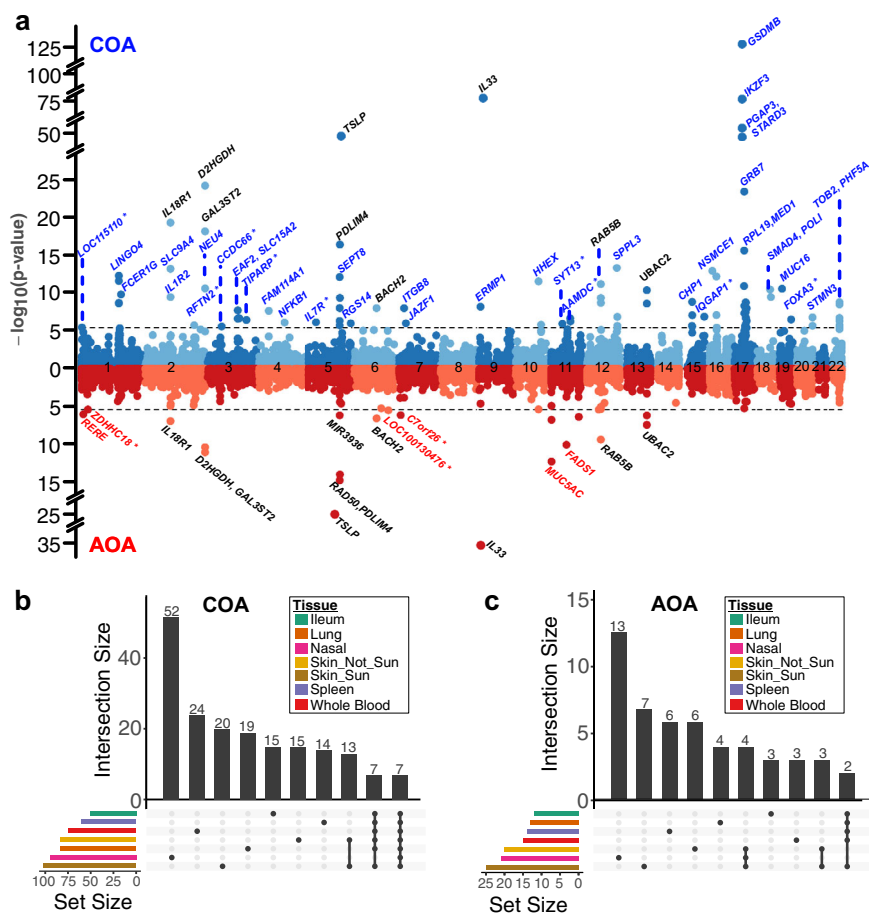 a
COA
125
100
75
50
25
20
15
10
5
0
5
10
15
25
35
− log10(p-value)
AOA
GSDMB
IKZF3
PGAP3,
STARD3
GRB7
IL33
TSLP
D2HGDH
IL18R1
GAL3ST2
NEU4
CCDC66 *
EAF2, SLC15A2
TIPARP *
LOC115110 *
LINGO4
FCER1G
SLC9A4
IL1R2
RFTN2 *
FAM114A1
NFKB1
IL7R *
PDLIM4
SEPT8
RGS14
BACH2
ITGB8
JAZF1
ERMP1
HHEX
SYT13 *
AAMDC *
RAB5B
SPPL3
UBAC2
CHP1
IQGAP1 *
NSMCE1
RPL19,MED1
SMAD4, POLI
MUC16
FOXA3 *
STMN3
TOB2, PHF5A
1 2 3 4 5 6 7 8 9 10 11 12 13 14 15 16 17 18 19 20 21 22
ZDHHC18 *
RERE
IL18R1
D2HGDH, GAL3ST2
MIR3936
RAD50,PDLIM4
TSLP
BACH2
LOC100130476 *
C7orf26 *
IL33
MUC5AC
FADS1
RAB5B
UBAC2
b
COA
Tissue
Ileum
Lung
Nasal
Skin_Not_Sun
Skin_Sun
Spleen
Whole Blood
Intersection Size
40
20
0
52 24 20 19 15 15 14 13 7 7
100 75 50 25 0
Set Size
c
AOA
Tissue
Ileum
Lung
Nasal
Skin_Not_Sun
Skin_Sun
Spleen
Whole Blood
Intersection Size
15
10
5
0
13 7 6 6 4 4 3 3 3 2
25 20 15 10 5 0
Set Size